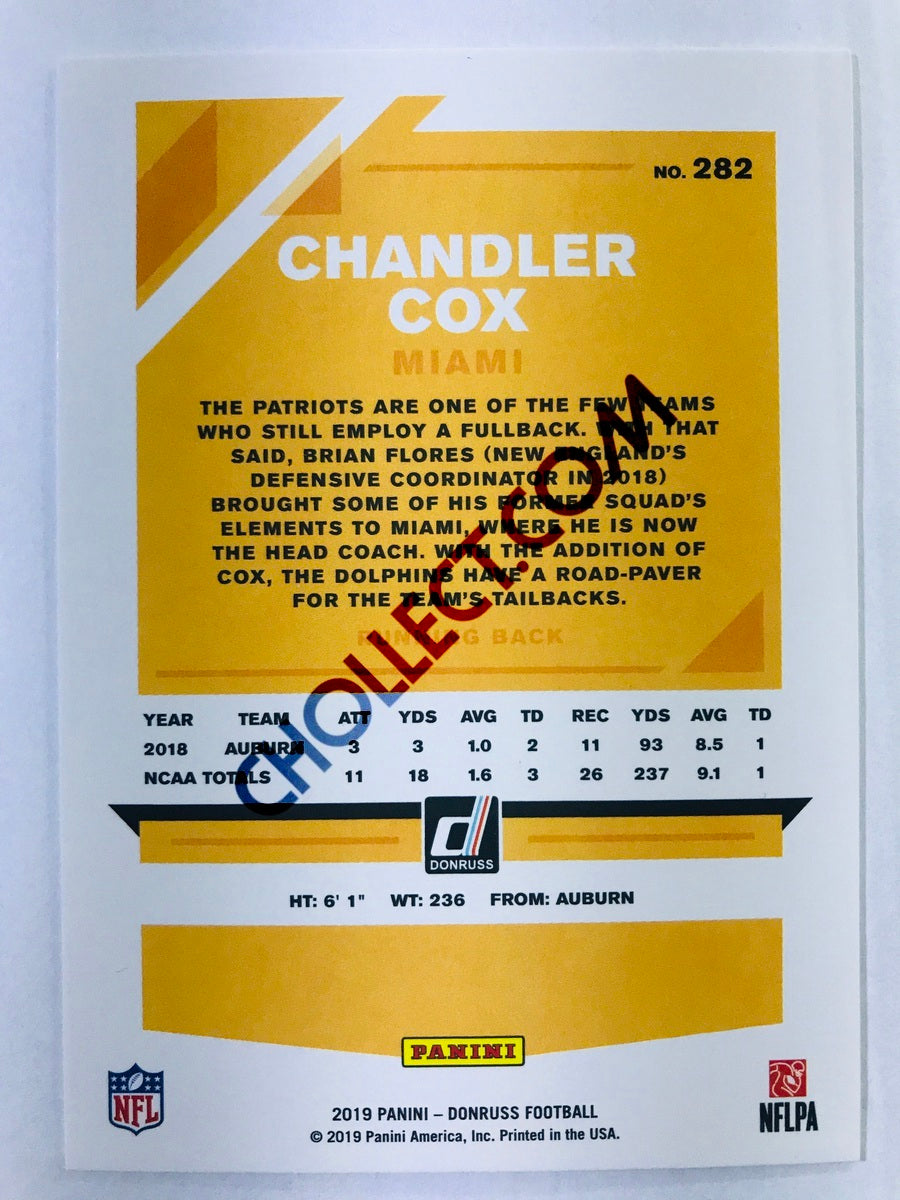 NO. 282
CHANDLER
COX
MIAMI
THE PATRIOTS ARE ONE OF THE FEW TEAMS
WHO STILL EMPLOY A FULLBACK. WITH THAT
SAID, BRIAN FLORES (NEW ENGLAND'S
DEFENSIVE COORDINATOR IN 2018)
BROUGHT SOME OF HIS FORMER SQUAD'S
ELEMENTS TO MIAMI, WHERE HE IS NOW
THE HEAD COACH. WITH THE ADDITION OF
COX, THE DOLPHINS HAVE A ROAD-PAVER
FOR THE TEAM'S TAILBACKS.
RUNNING BACK
CHOLLECT.COM
YEAR TEAM ATT YDS AVG TD REC YDS AVG TD
2018 AUBURN 3 3 1.0 2 11 93 8.5 1
NCAA TOTALS 11 18 1.6 3 26 237 9.1 1
DONRUSS
HT: 6' 1" WT: 236 FROM: AUBURN
PANINI
NFL
NFLPA
2019 PANINI – DONRUSS FOOTBALL
© 2019 Panini America, Inc. Printed in the USA.